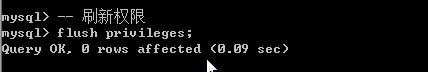 mysql> -- 刷新权限
mysql> flush privileges;
Query OK, 0 rows affected (0.09 sec)